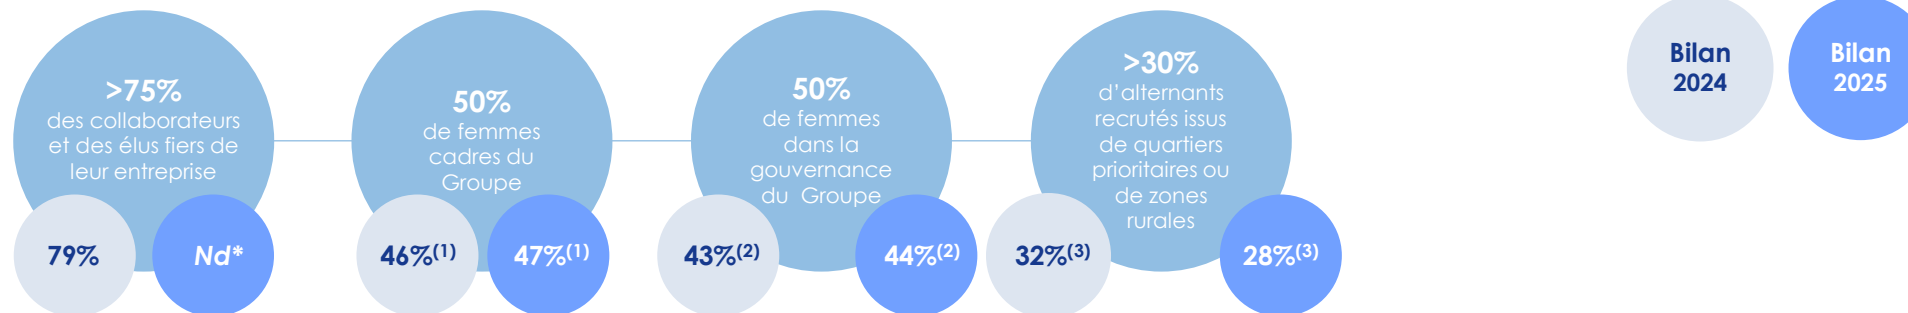 >75%
des collaborateurs
et des élus fiers de
leur entreprise
79%
Nd*
50%
de femmes
cadres du
Groupe
46%(1)
47%(1)
50%
de femmes
dans la
gouvernance
du Groupe
43%(2)
44%(2)
>30%
d’alternants
recrutés issus
de quartiers
prioritaires ou
de zones
rurales
32%(3)
28%(3)
Bilan
2024
Bilan
2025